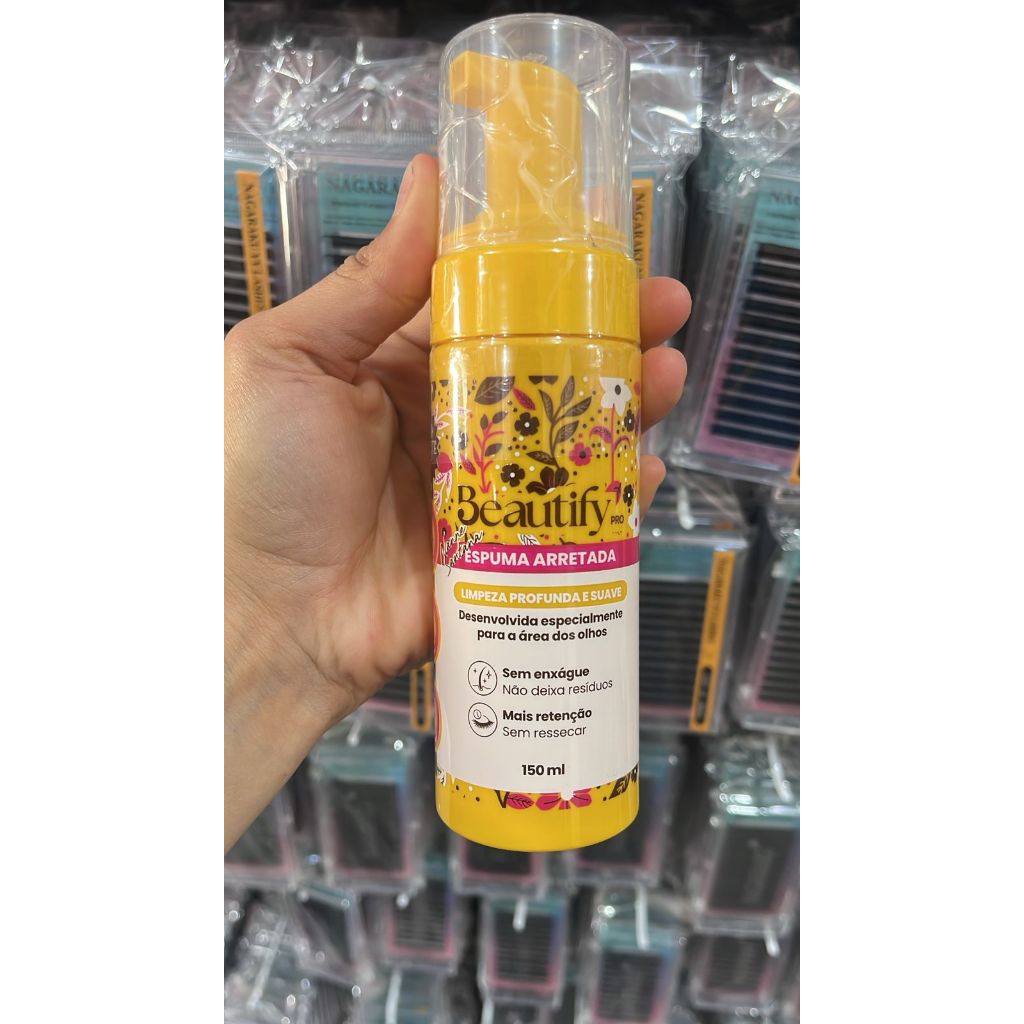 NAGARAKU
Beautify
PRO
ESPUMA ARRETADA
LIMPEZA PROFUNDA E SUAVE
Desenvolvida especialmente
para a área dos olhos
Sem enxágue
Não deixa resíduos
Mais retenção
Sem ressecar
150 ml